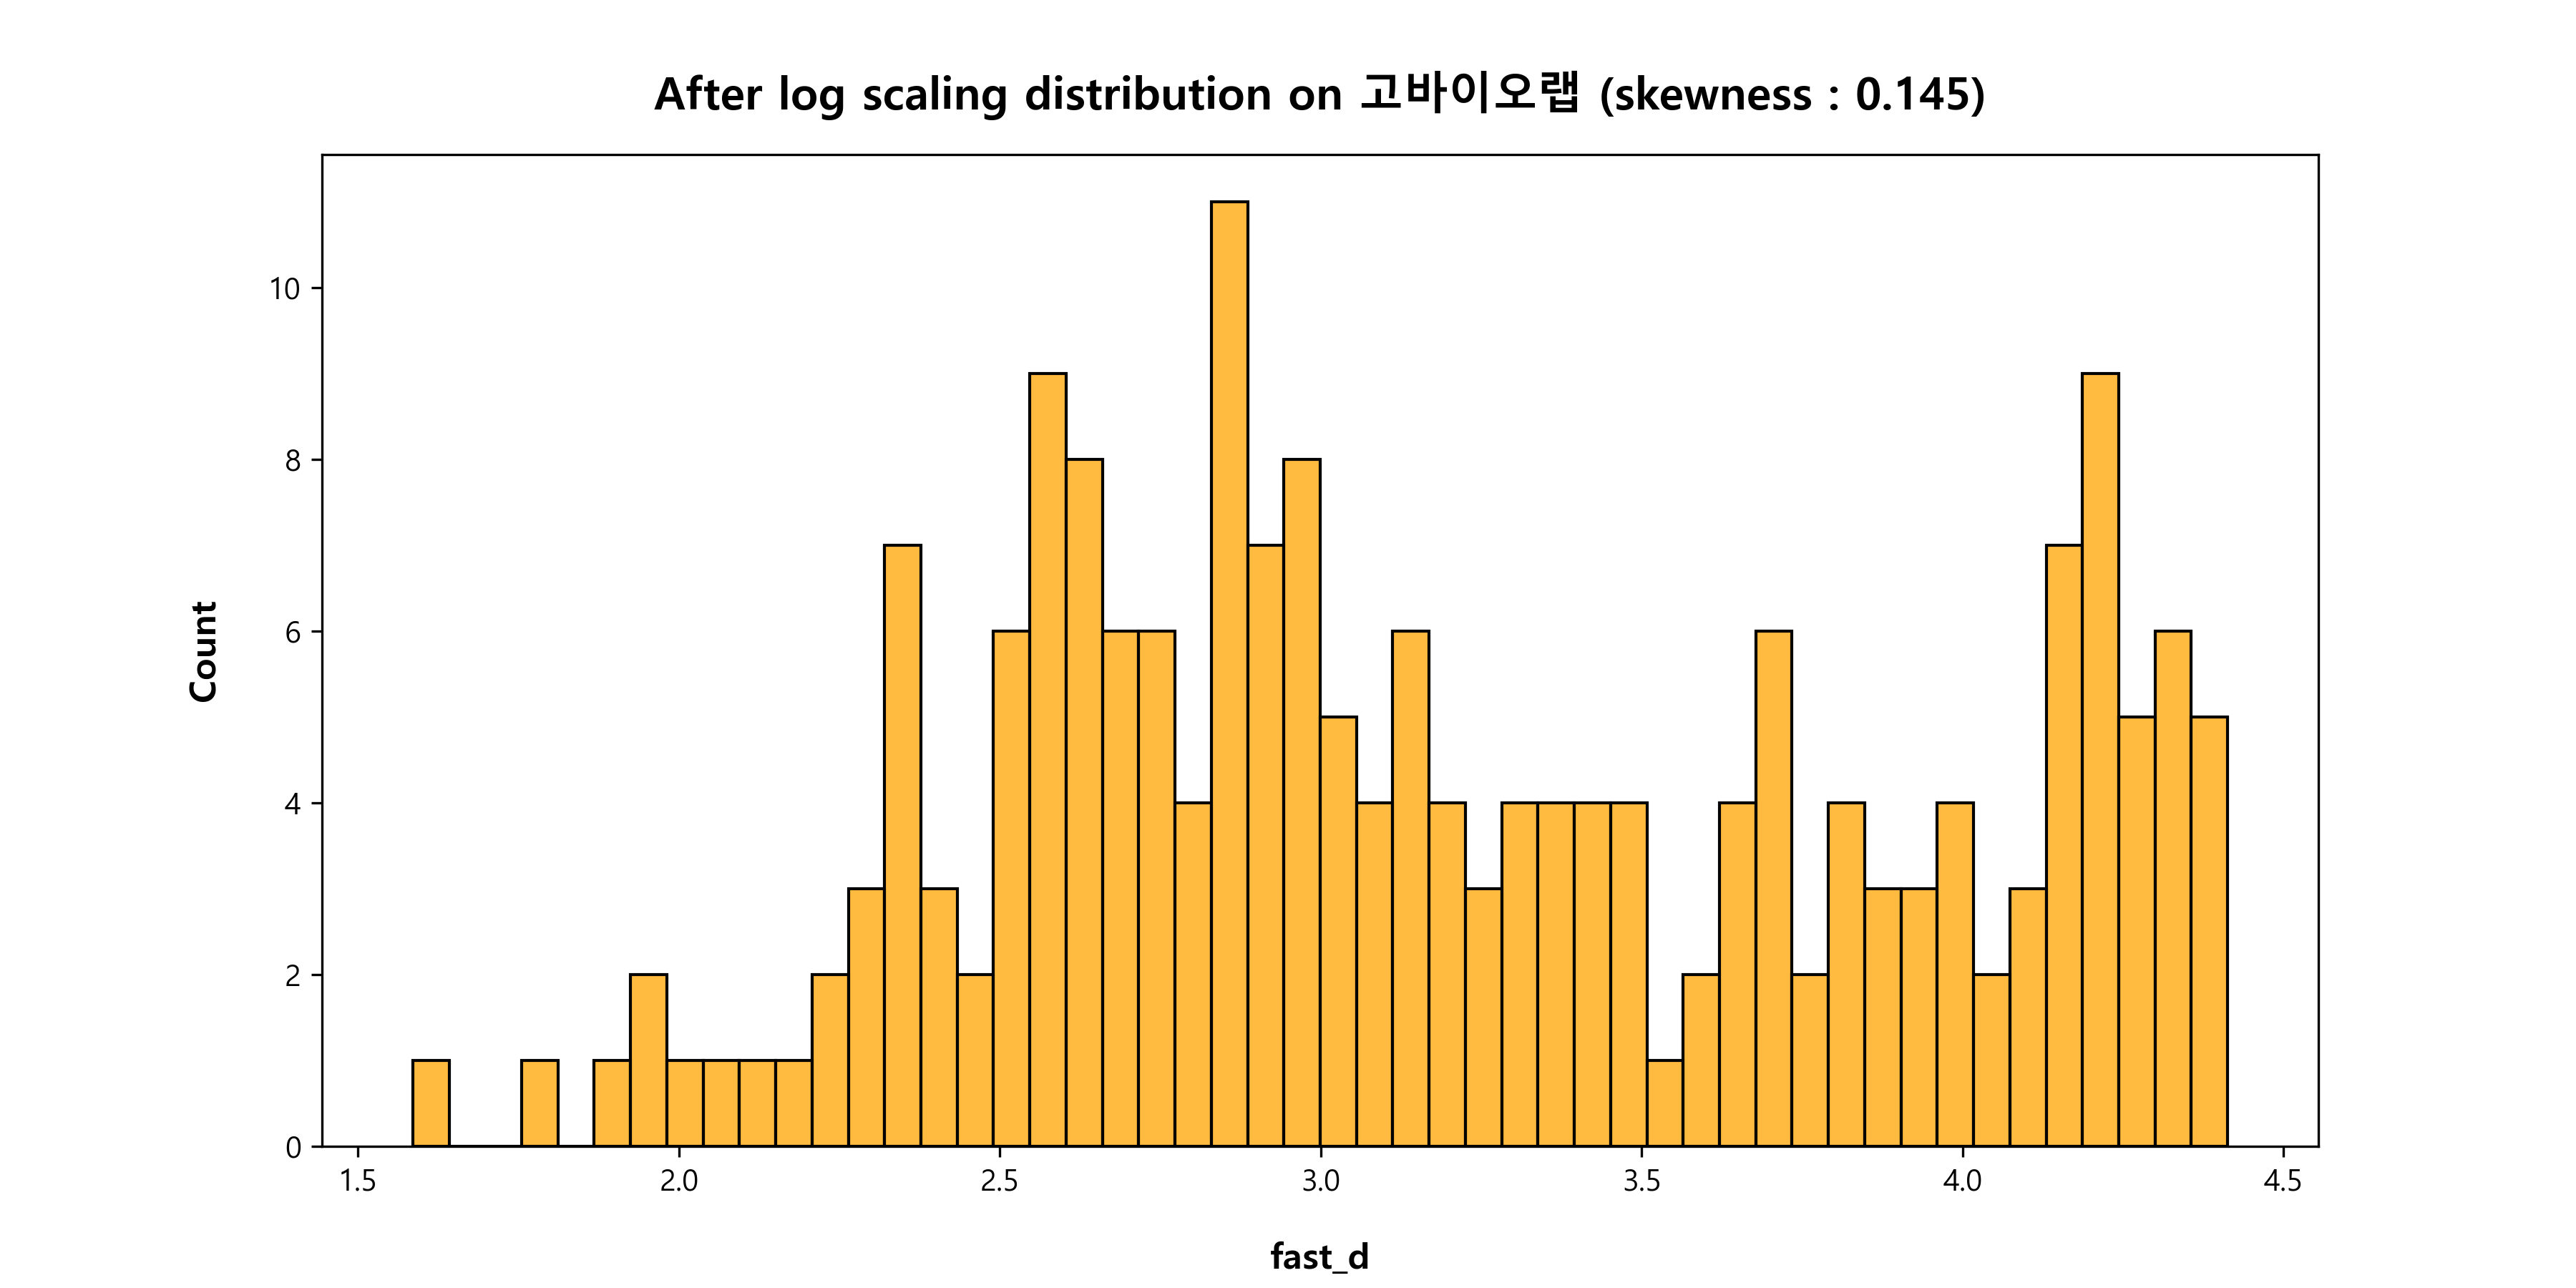 After log scaling distribution on 고바이오랩 (skewness : 0.145)
10
8
6
4
2
0
Count
1.5 2.0 2.5 3.0 3.5 4.0 4.5
fast_d